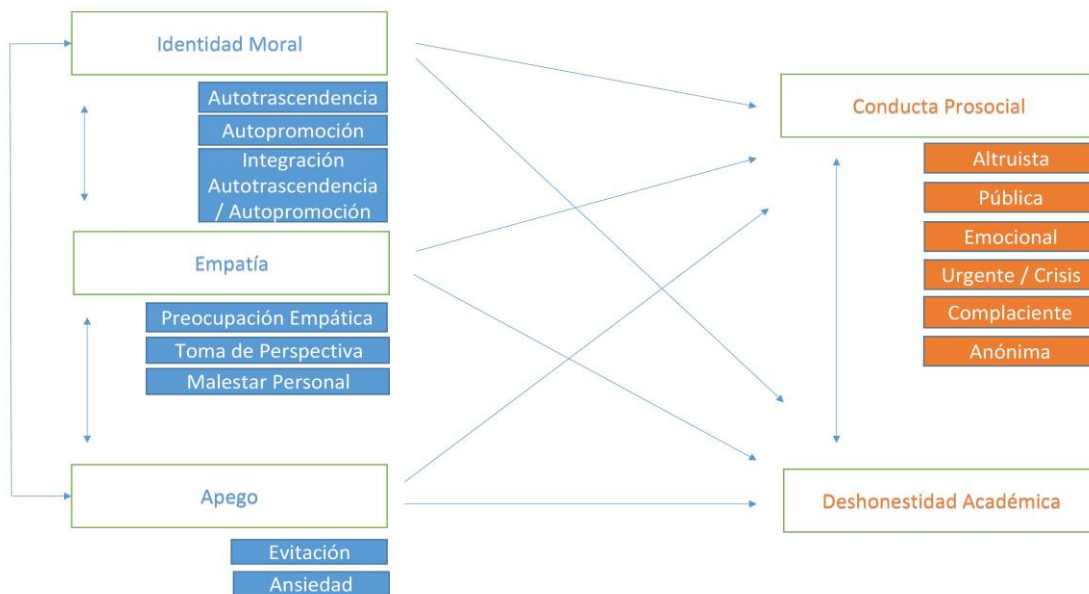 Identidad Moral
Autotrascendencia
Autopromoción
Integración
Autotrascendencia
/ Autopromoción
Empatía
Preocupación Empática
Toma de Perspectiva
Malestar Personal
Apego
Evitación
Ansiedad
Conducta Prosocial
Altruista
Pública
Emocional
Urgente / Crisis
Complaciente
Anónima
Deshonestidad Académica